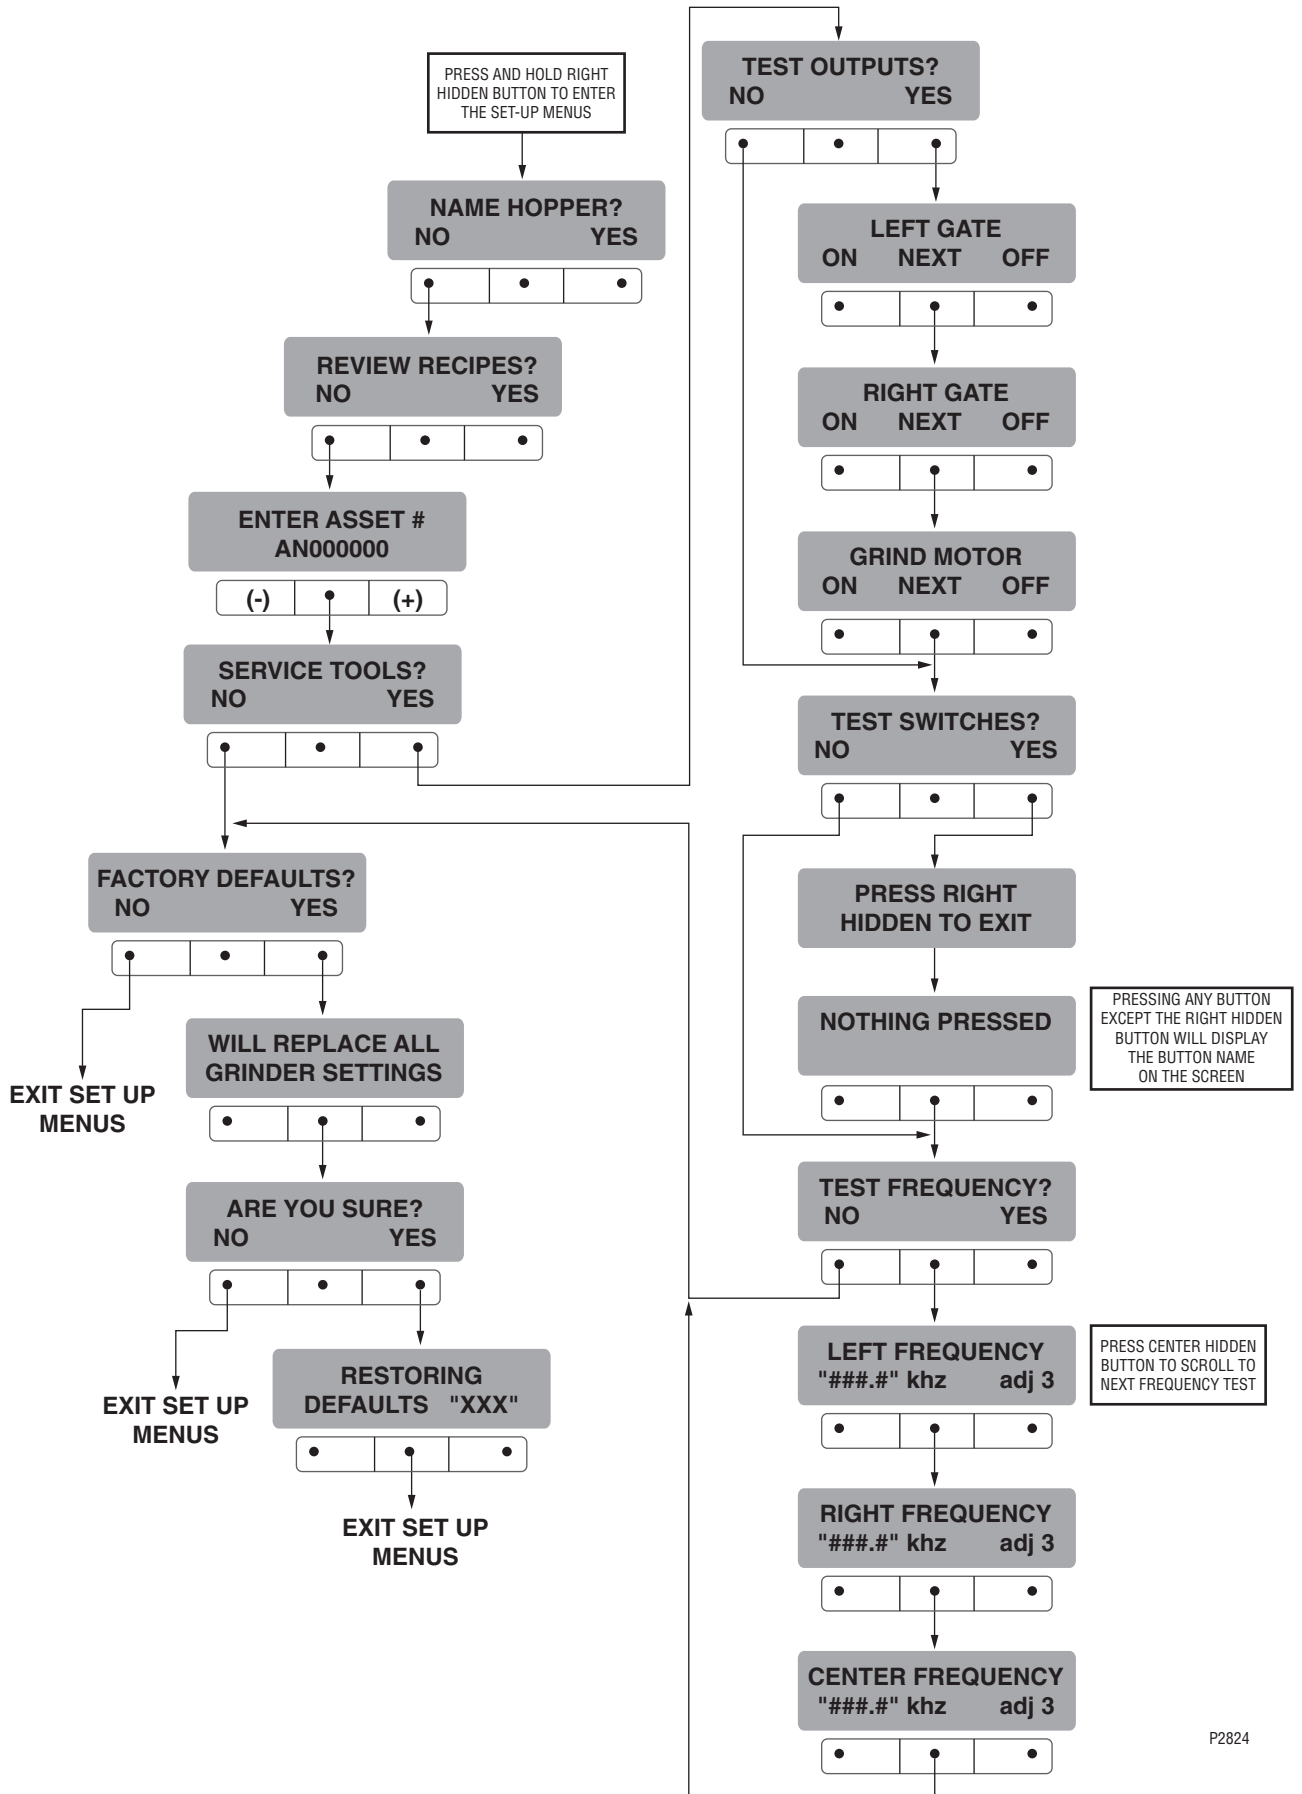 PRESS AND HOLD RIGHT
HIDDEN BUTTON TO ENTER
THE SET-UP MENUS
NAME HOPPER?
NO YES
REVIEW RECIPES?
NO YES
ENTER ASSET #
AN000000
(-) (+)
SERVICE TOOLS?
NO YES
FACTORY DEFAULTS?
NO YES
EXIT SET UP
MENUS
WILL REPLACE ALL
GRINDER SETTINGS
ARE YOU SURE?
NO YES
EXIT SET UP
MENUS
RESTORING
DEFAULTS "XXX"
EXIT SET UP
MENUS
TEST OUTPUTS?
NO YES
LEFT GATE
ON NEXT OFF
RIGHT GATE
ON NEXT OFF
GRIND MOTOR
ON NEXT OFF
TEST SWITCHES?
NO YES
PRESS RIGHT
HIDDEN TO EXIT
NOTHING PRESSED
PRESSING ANY BUTTON
EXCEPT THE RIGHT HIDDEN
BUTTON WILL DISPLAY
THE BUTTON NAME
ON THE SCREEN
TEST FREQUENCY?
NO YES
LEFT FREQUENCY
"###.#" khz adj 3
PRESS CENTER HIDDEN
BUTTON TO SCROLL TO
NEXT FREQUENCY TEST
RIGHT FREQUENCY
"###.#" khz adj 3
CENTER FREQUENCY
"###.#" khz adj 3
P2824